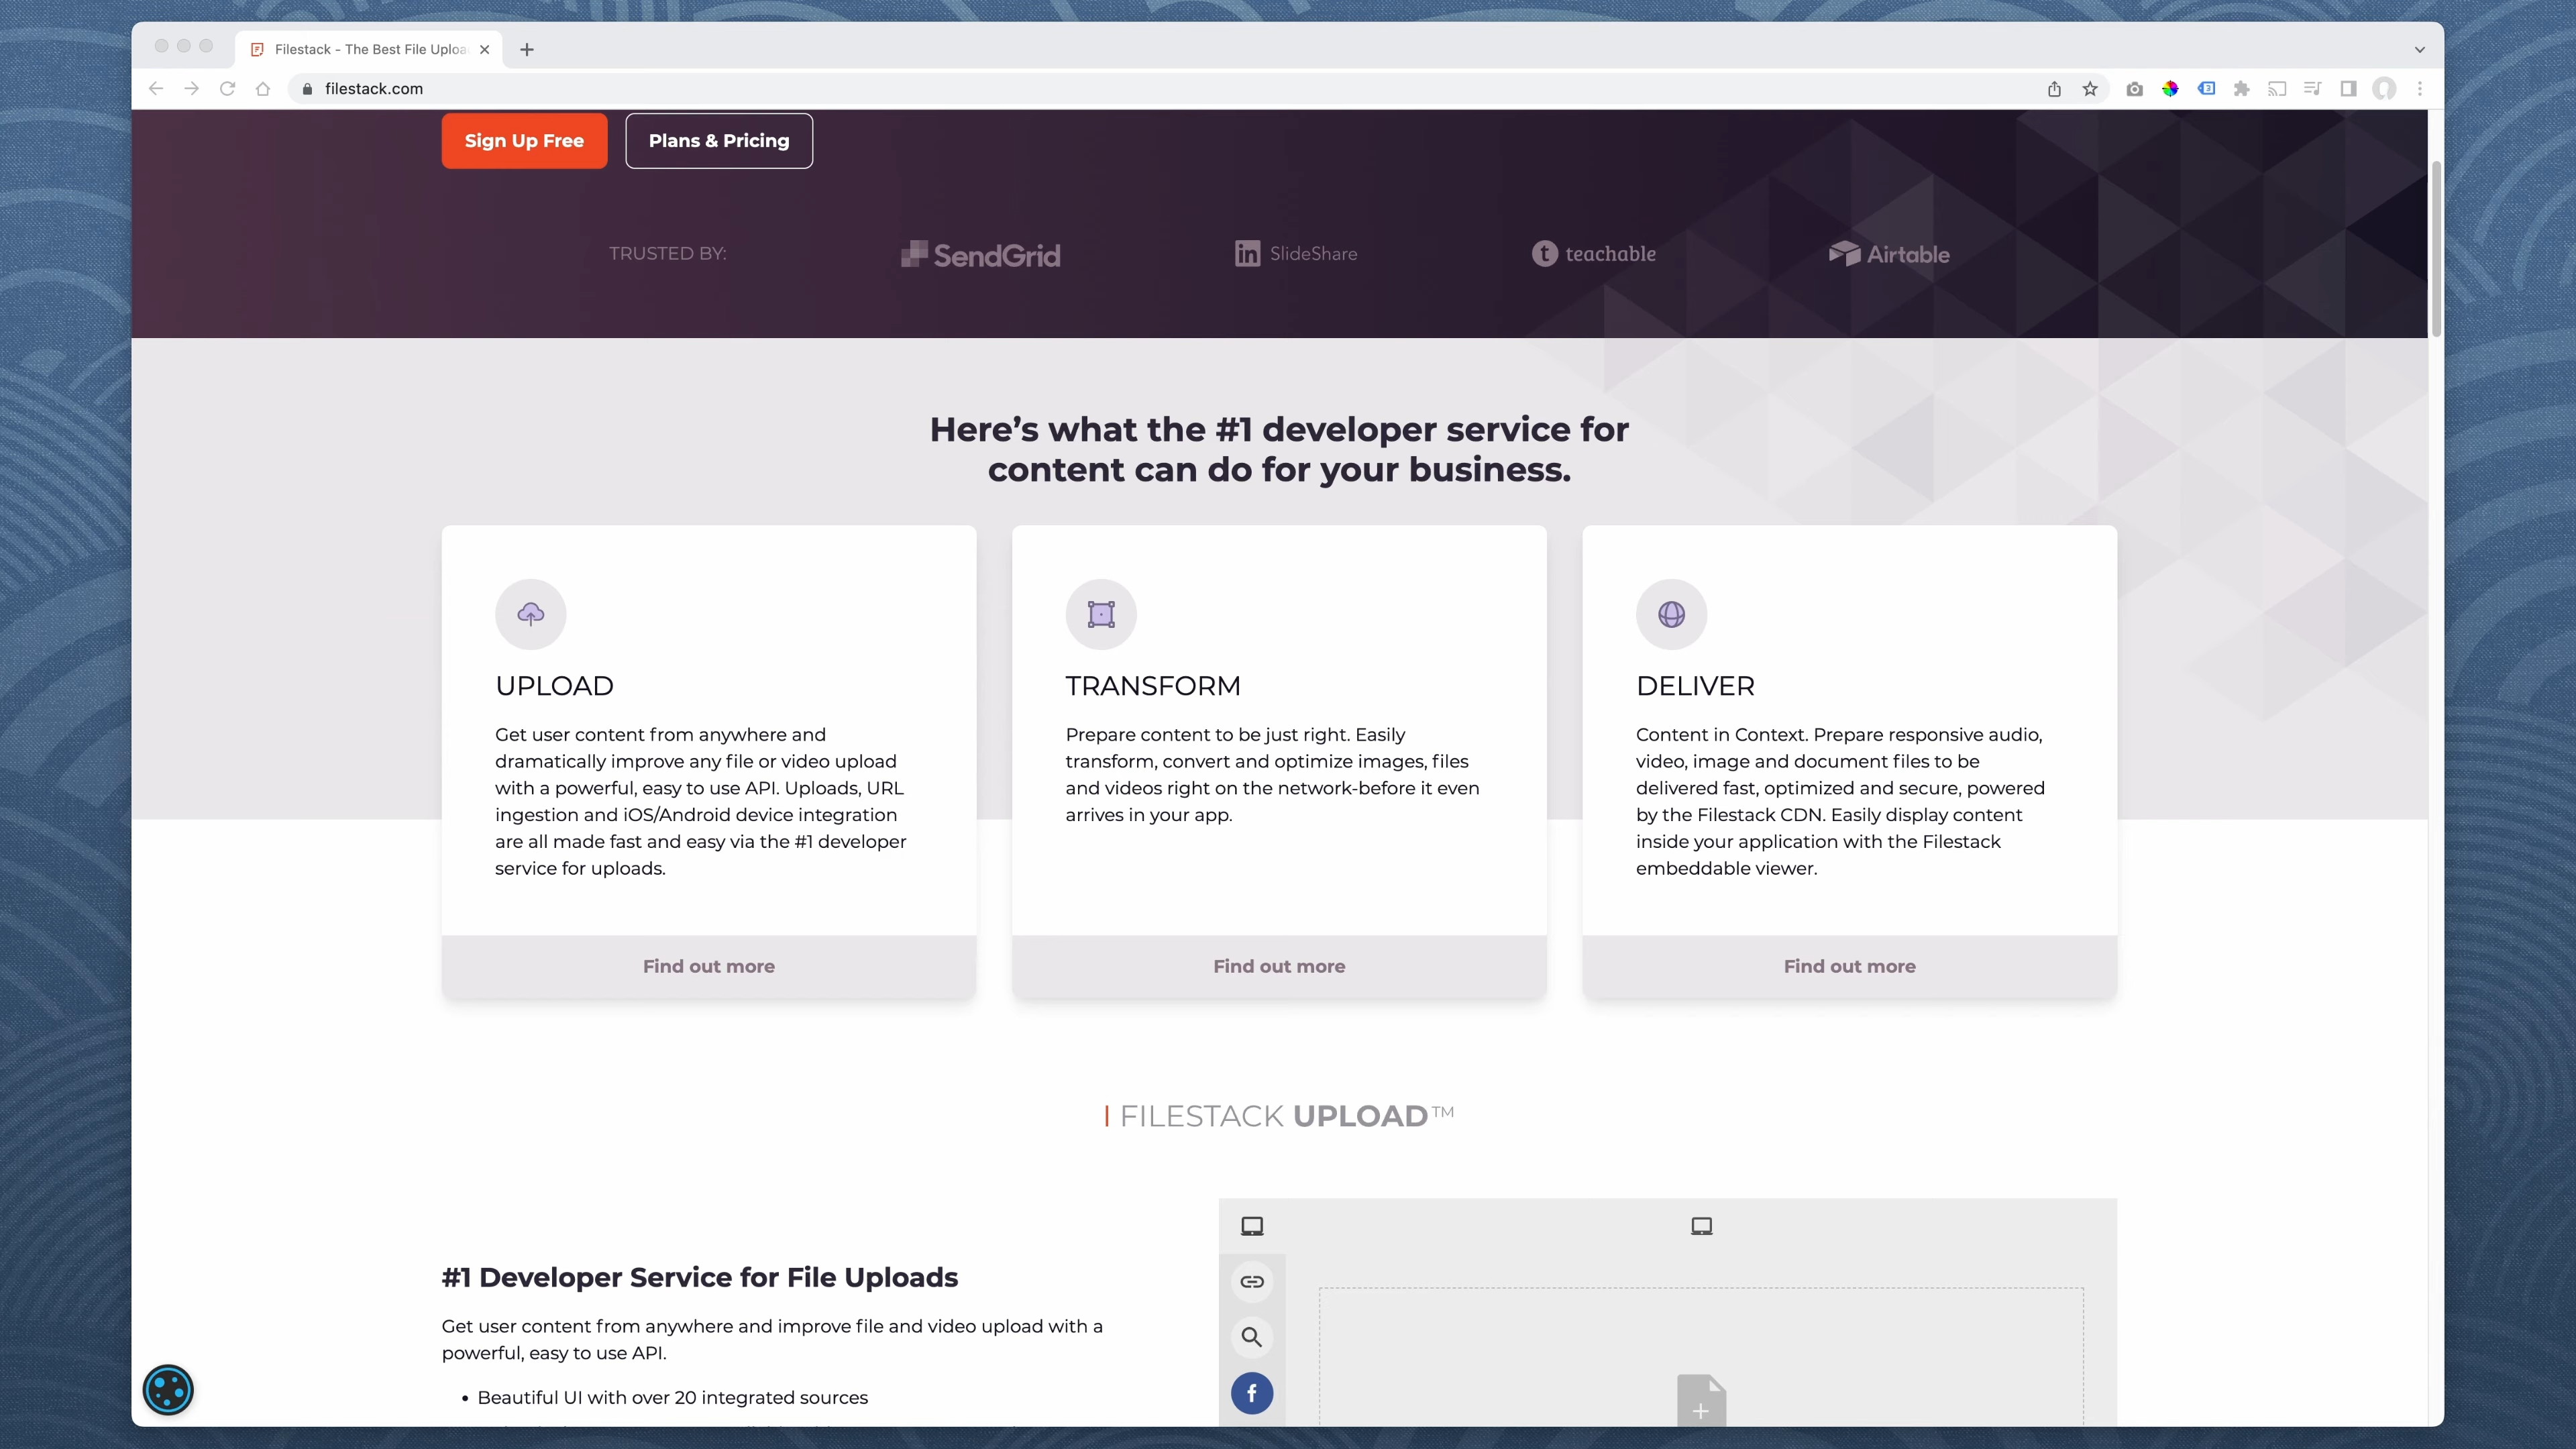 Filestack - The Best File Uploa
filestack.com
Sign Up Free
Plans & Pricing
TRUSTED BY:
SendGrid
in SlideShare
t teachable
Airtable
Here’s what the #1 developer service for
content can do for your business.
UPLOAD
Get user content from anywhere and
dramatically improve any file or video upload
with a powerful, easy to use API. Uploads, URL
ingestion and iOS/Android device integration
are all made fast and easy via the #1 developer
service for uploads.
Find out more
TRANSFORM
Prepare content to be just right. Easily
transform, convert and optimize images, files
and videos right on the network-before it even
arrives in your app.
Find out more
DELIVER
Content in Context. Prepare responsive audio,
video, image and document files to be
delivered fast, optimized and secure, powered
by the Filestack CDN. Easily display content
inside your application with the Filestack
embeddable viewer.
Find out more
FILESTACK UPLOAD™
#1 Developer Service for File Uploads
Get user content from anywhere and improve file and video upload with a
powerful, easy to use API.
• Beautiful UI with over 20 integrated sources
f